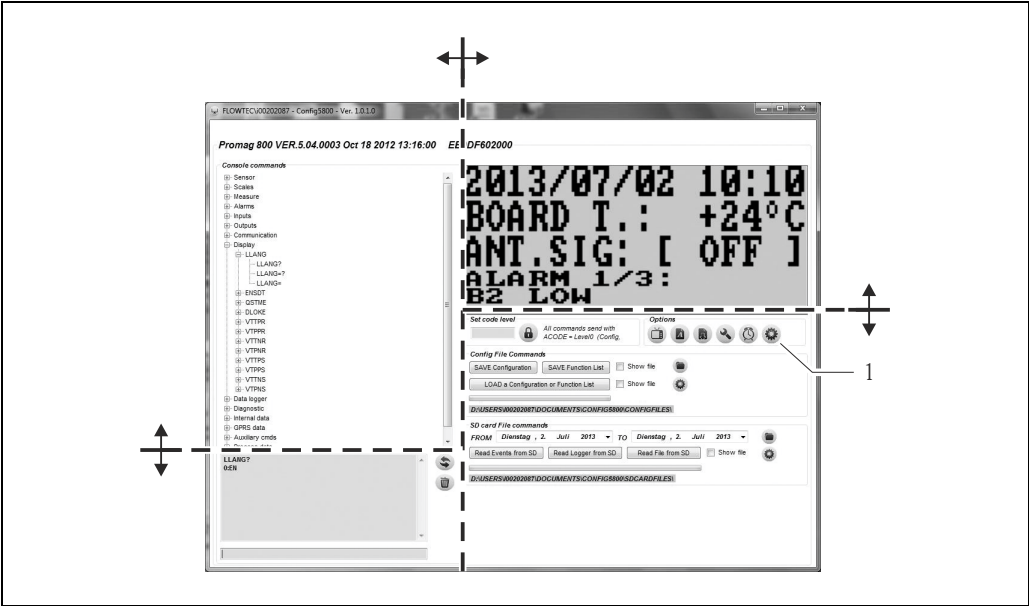 FLOWTEC\i00202087 - Config5800 - Ver. 1.0.1.0
Promag 800 VER.5.04.0003 Oct 18 2012 13:16:00 DF602000
Console commands
Sensor
Scales
Measure
Alarms
Inputs
Outputs
Communication
Display
LLANG
LLANG?
LLANG=?
LLANG=
ENSDT
QSTME
DLOKE
VTTPR
VTPPR
VTTNR
VTPNR
VTTPS
VTPPS
VTTNS
VTPNS
Data logger
Diagnostic
Internal data
GPRS data
Auxiliary cmds
Process data
LLANG?
0:EN
2013/07/02 10:10
BOARD T.: +24°C
ANT.SIG: [ OFF ]
ALARM 1/3:
B2 LOW
Set code level
All commands send with
ACODE = Level0 (Config,
Options
1
Config File Commands
SAVE Configuration SAVE Function List Show file
LOAD a Configuration or Function List Show file
D:\USERS\I00202087\DOCUMENTS\CONFIG5800\CONFIGFILES\
SD card File commands
FROM Dienstag , 2. Juli 2013 TO Dienstag , 2. Juli 2013
Read Events from SD Read Logger from SD Read File from SD Show file
D:\USERS\I00202087\DOCUMENTS\CONFIG5800\SDCARDFILES\